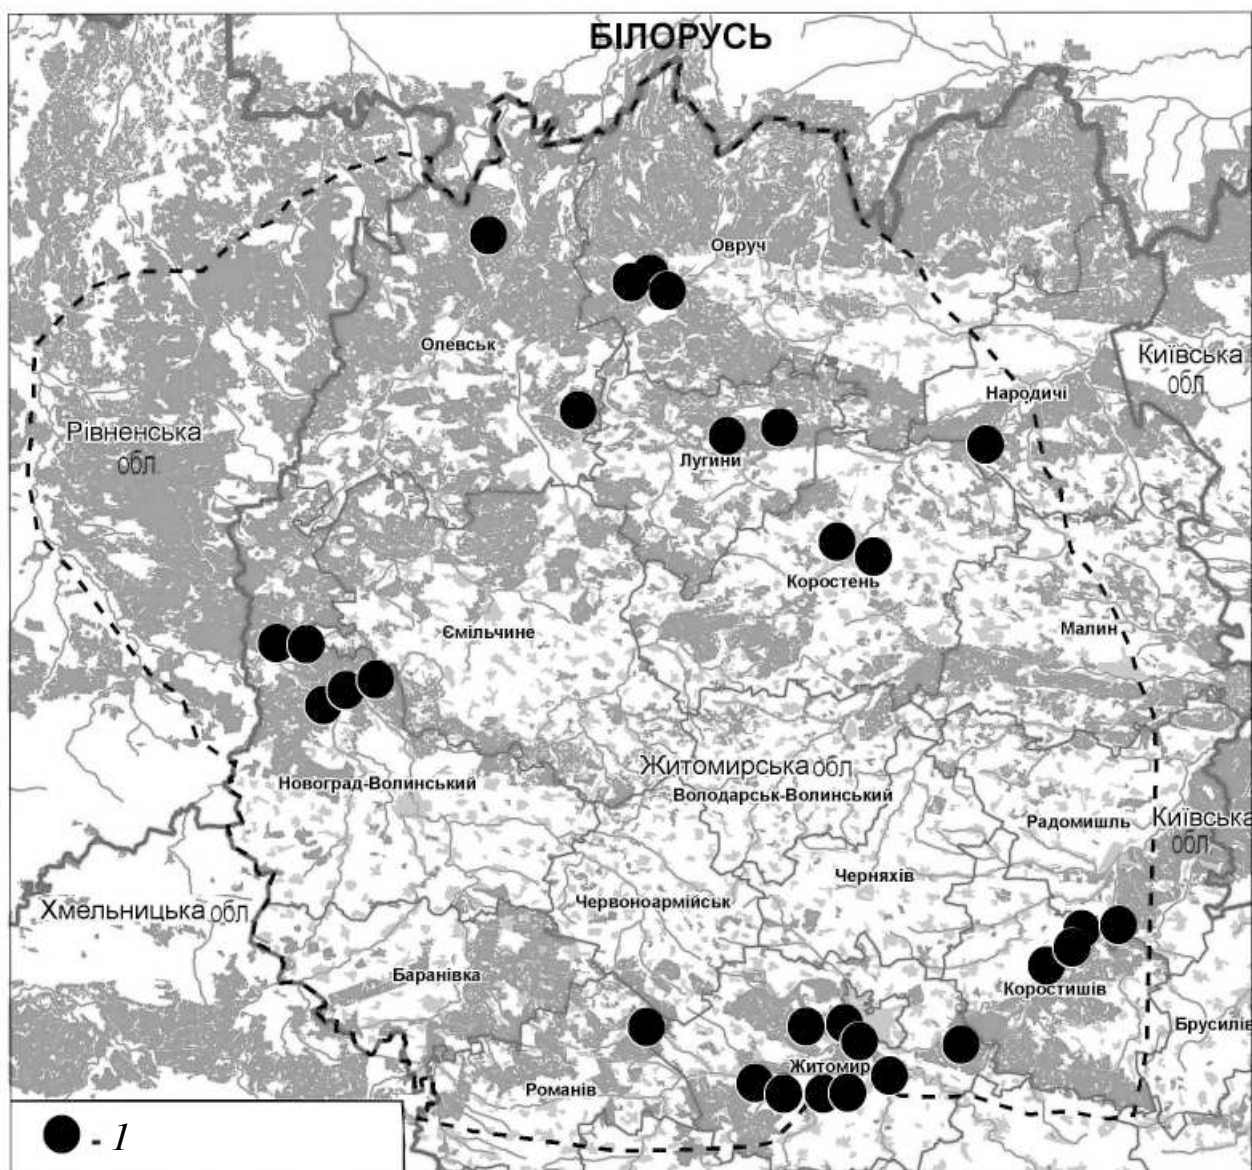 БІЛОРУСЬ
Овруч
Олевськ
Київська
обл
Народичі
Рівненська
обл
Лугини
Коростень
Ємільчине
Малин
Житомирська обл
Новоград-Волинський
Володарськ-Волинський
Радомишль
Київська
обл
Черняхів
Хмельницька обл
Червоноармійськ
Баранівка
Коростишів
Брусилів
Житомир
Романів
- 1